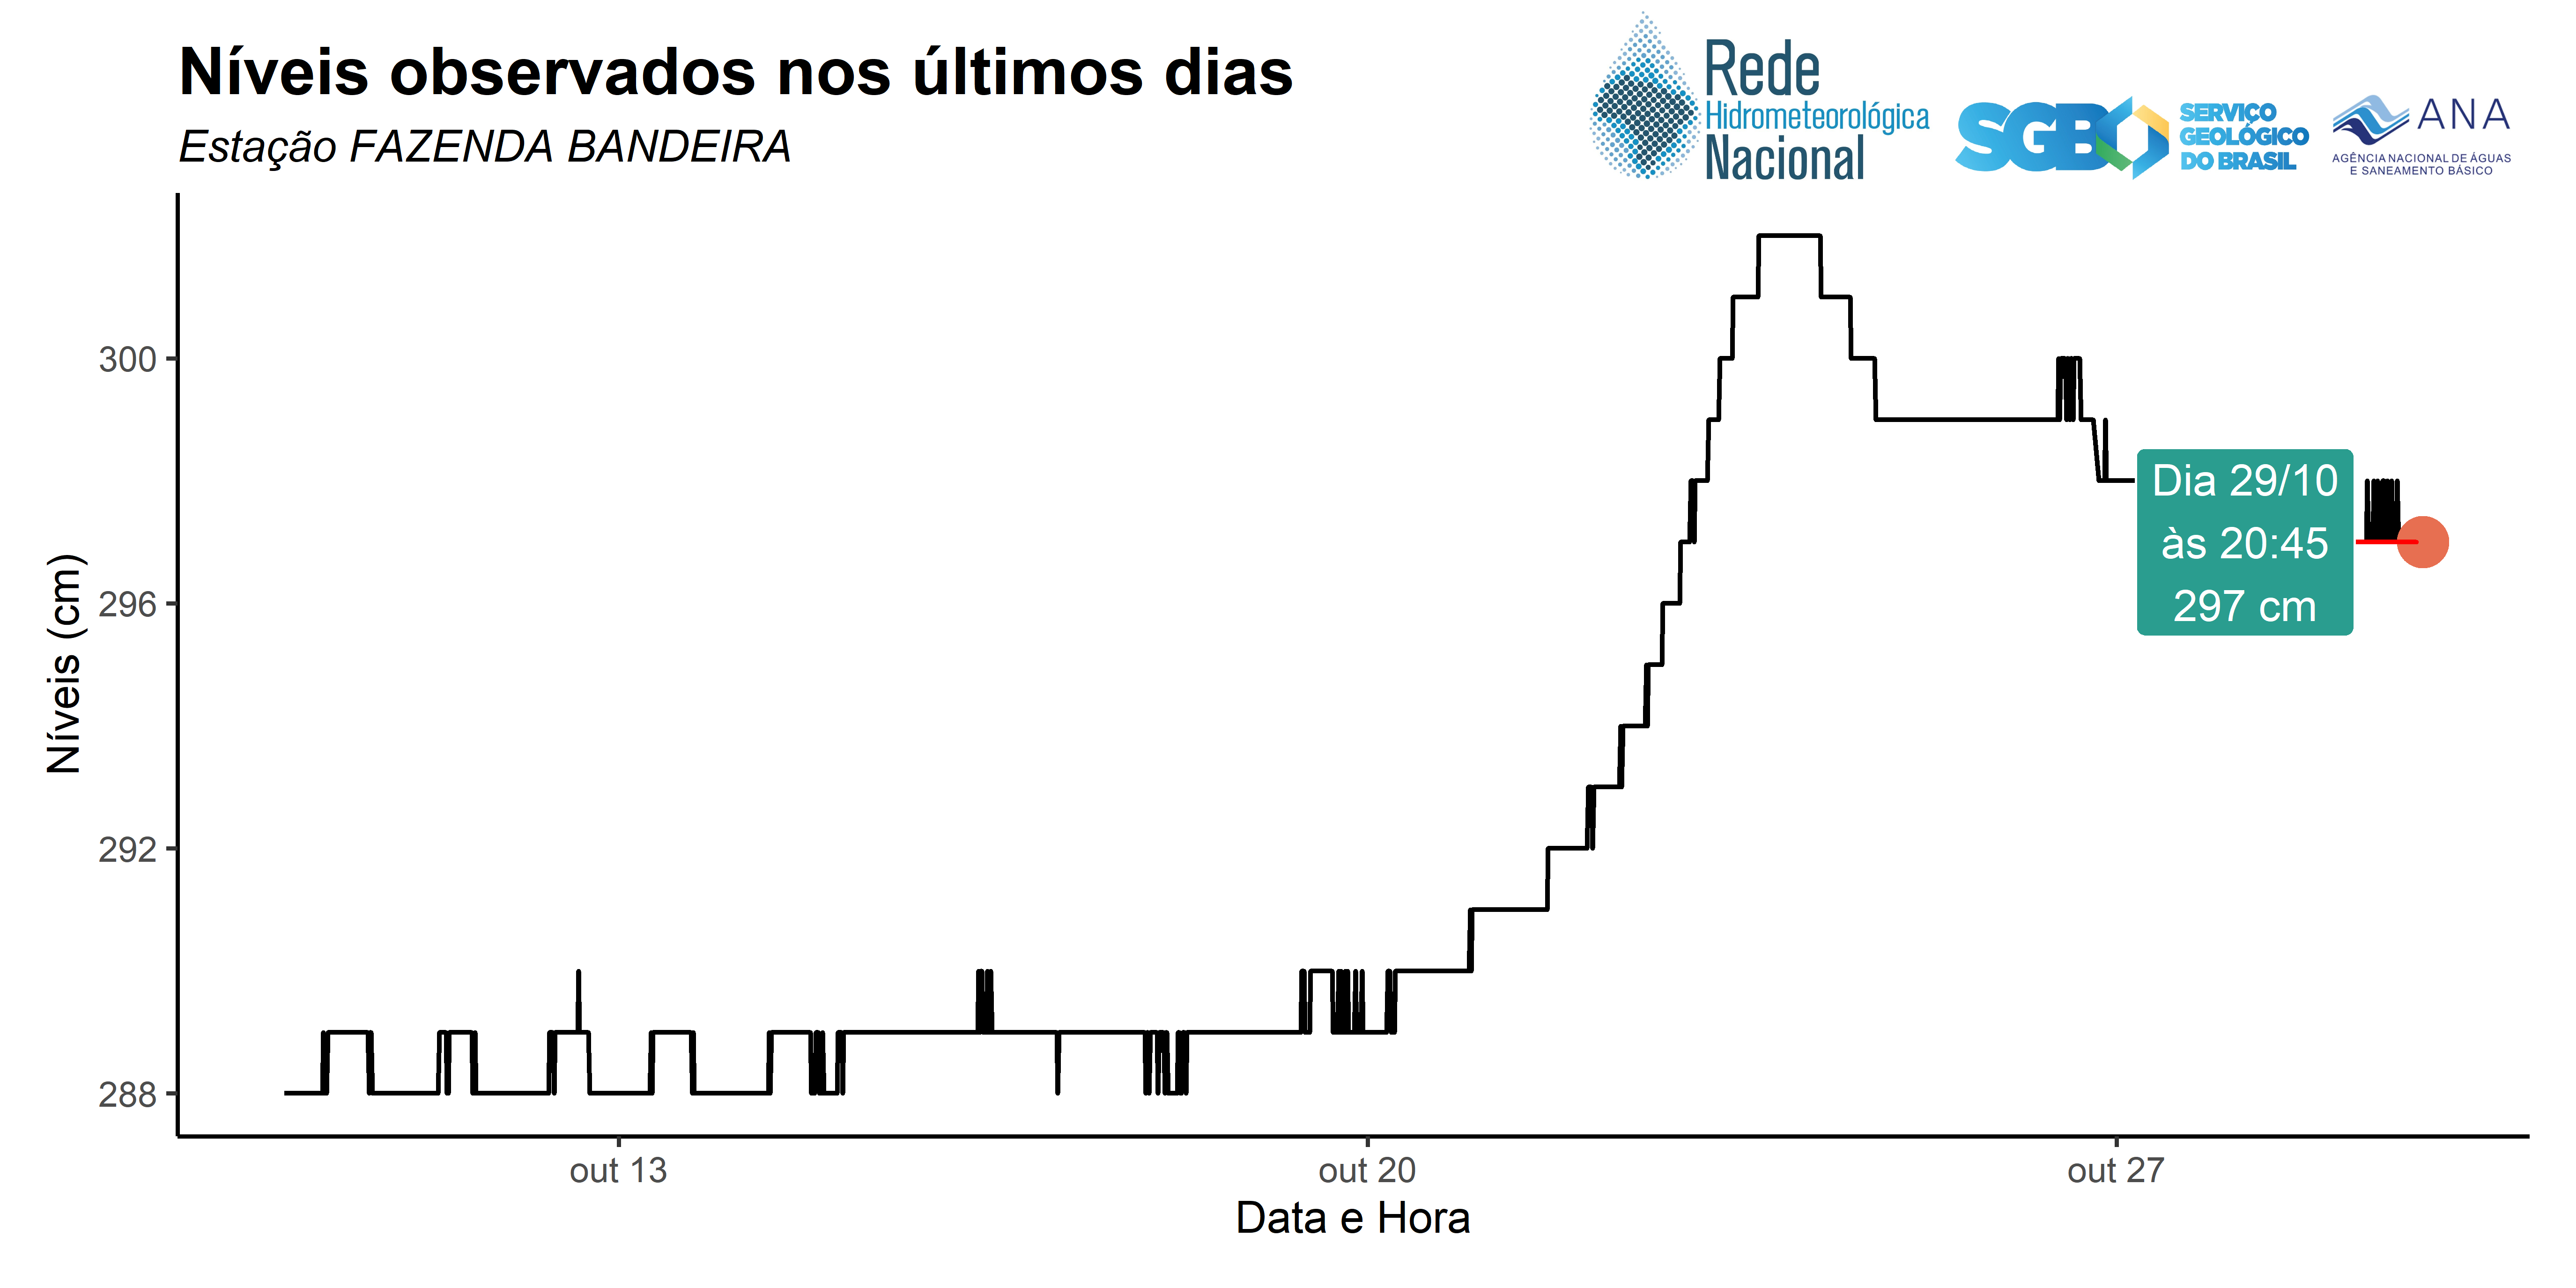 Níveis observados nos últimos dias
Estação FAZENDA BANDEIRA
Rede
Hidrometeorológica
Nacional
SGB
SERVIÇO
GEOLÓGICO
DO BRASIL
ANA
AGÊNCIA NACIONAL DE ÁGUAS
E SANEAMENTO BÁSICO
Níveis (cm)
300
296
292
288
Dia 29/10
às 20:45
297 cm
out 13
out 20
out 27
Data e Hora